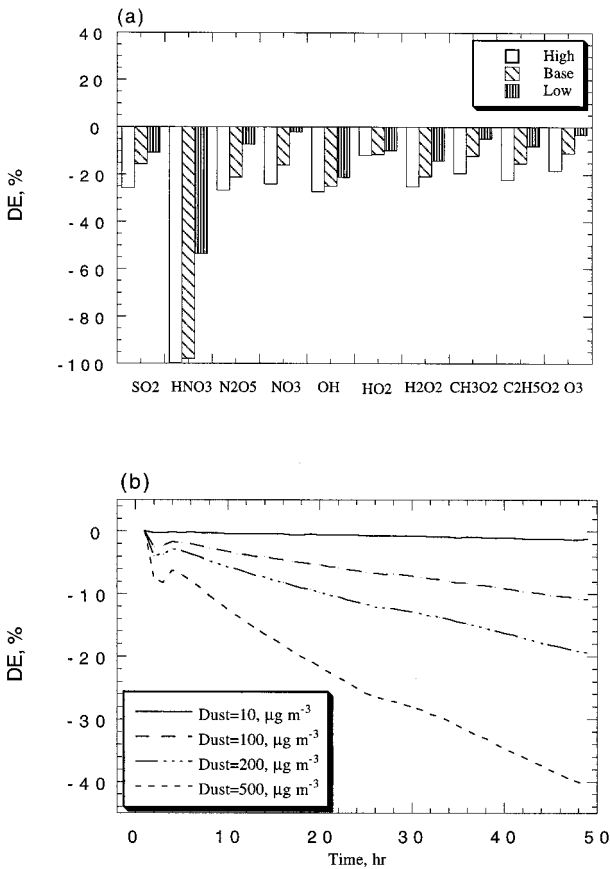 (a)
40
20
0
-20
-40
-60
-80
-100
DE, %
High
Base
Low
SO2 HNO3 N2O5 NO3 OH HO2 H2O2 CH3O2 C2H5O2 O3
(b)
0
-10
-20
-30
-40
DE, %
Dust=10, µg m-3
Dust=100, µg m-3
Dust=200, µg m-3
Dust=500, µg m-3
0 10 20 30 40 50
Time, hr